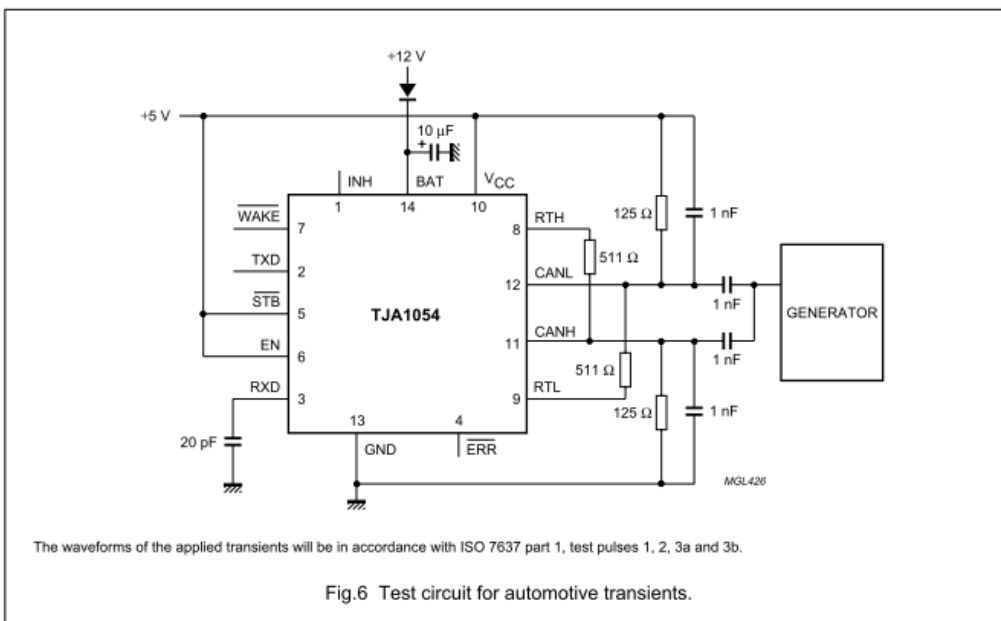 +12 V
+5 V
10 μF
+
INH
BAT
VCC
1
14
10
WAKE
7
TXD
2
STB
5
EN
6
RXD
3
TJA1054
8
RTH
12
CANL
11
CANH
9
RTL
13
GND
4
ERR
20 pF
511 Ω
511 Ω
125 Ω
1 nF
1 nF
1 nF
125 Ω
1 nF
GENERATOR
MGL426
The waveforms of the applied transients will be in accordance with ISO 7637 part 1, test pulses 1, 2, 3a and 3b.
Fig.6 Test circuit for automotive transients.